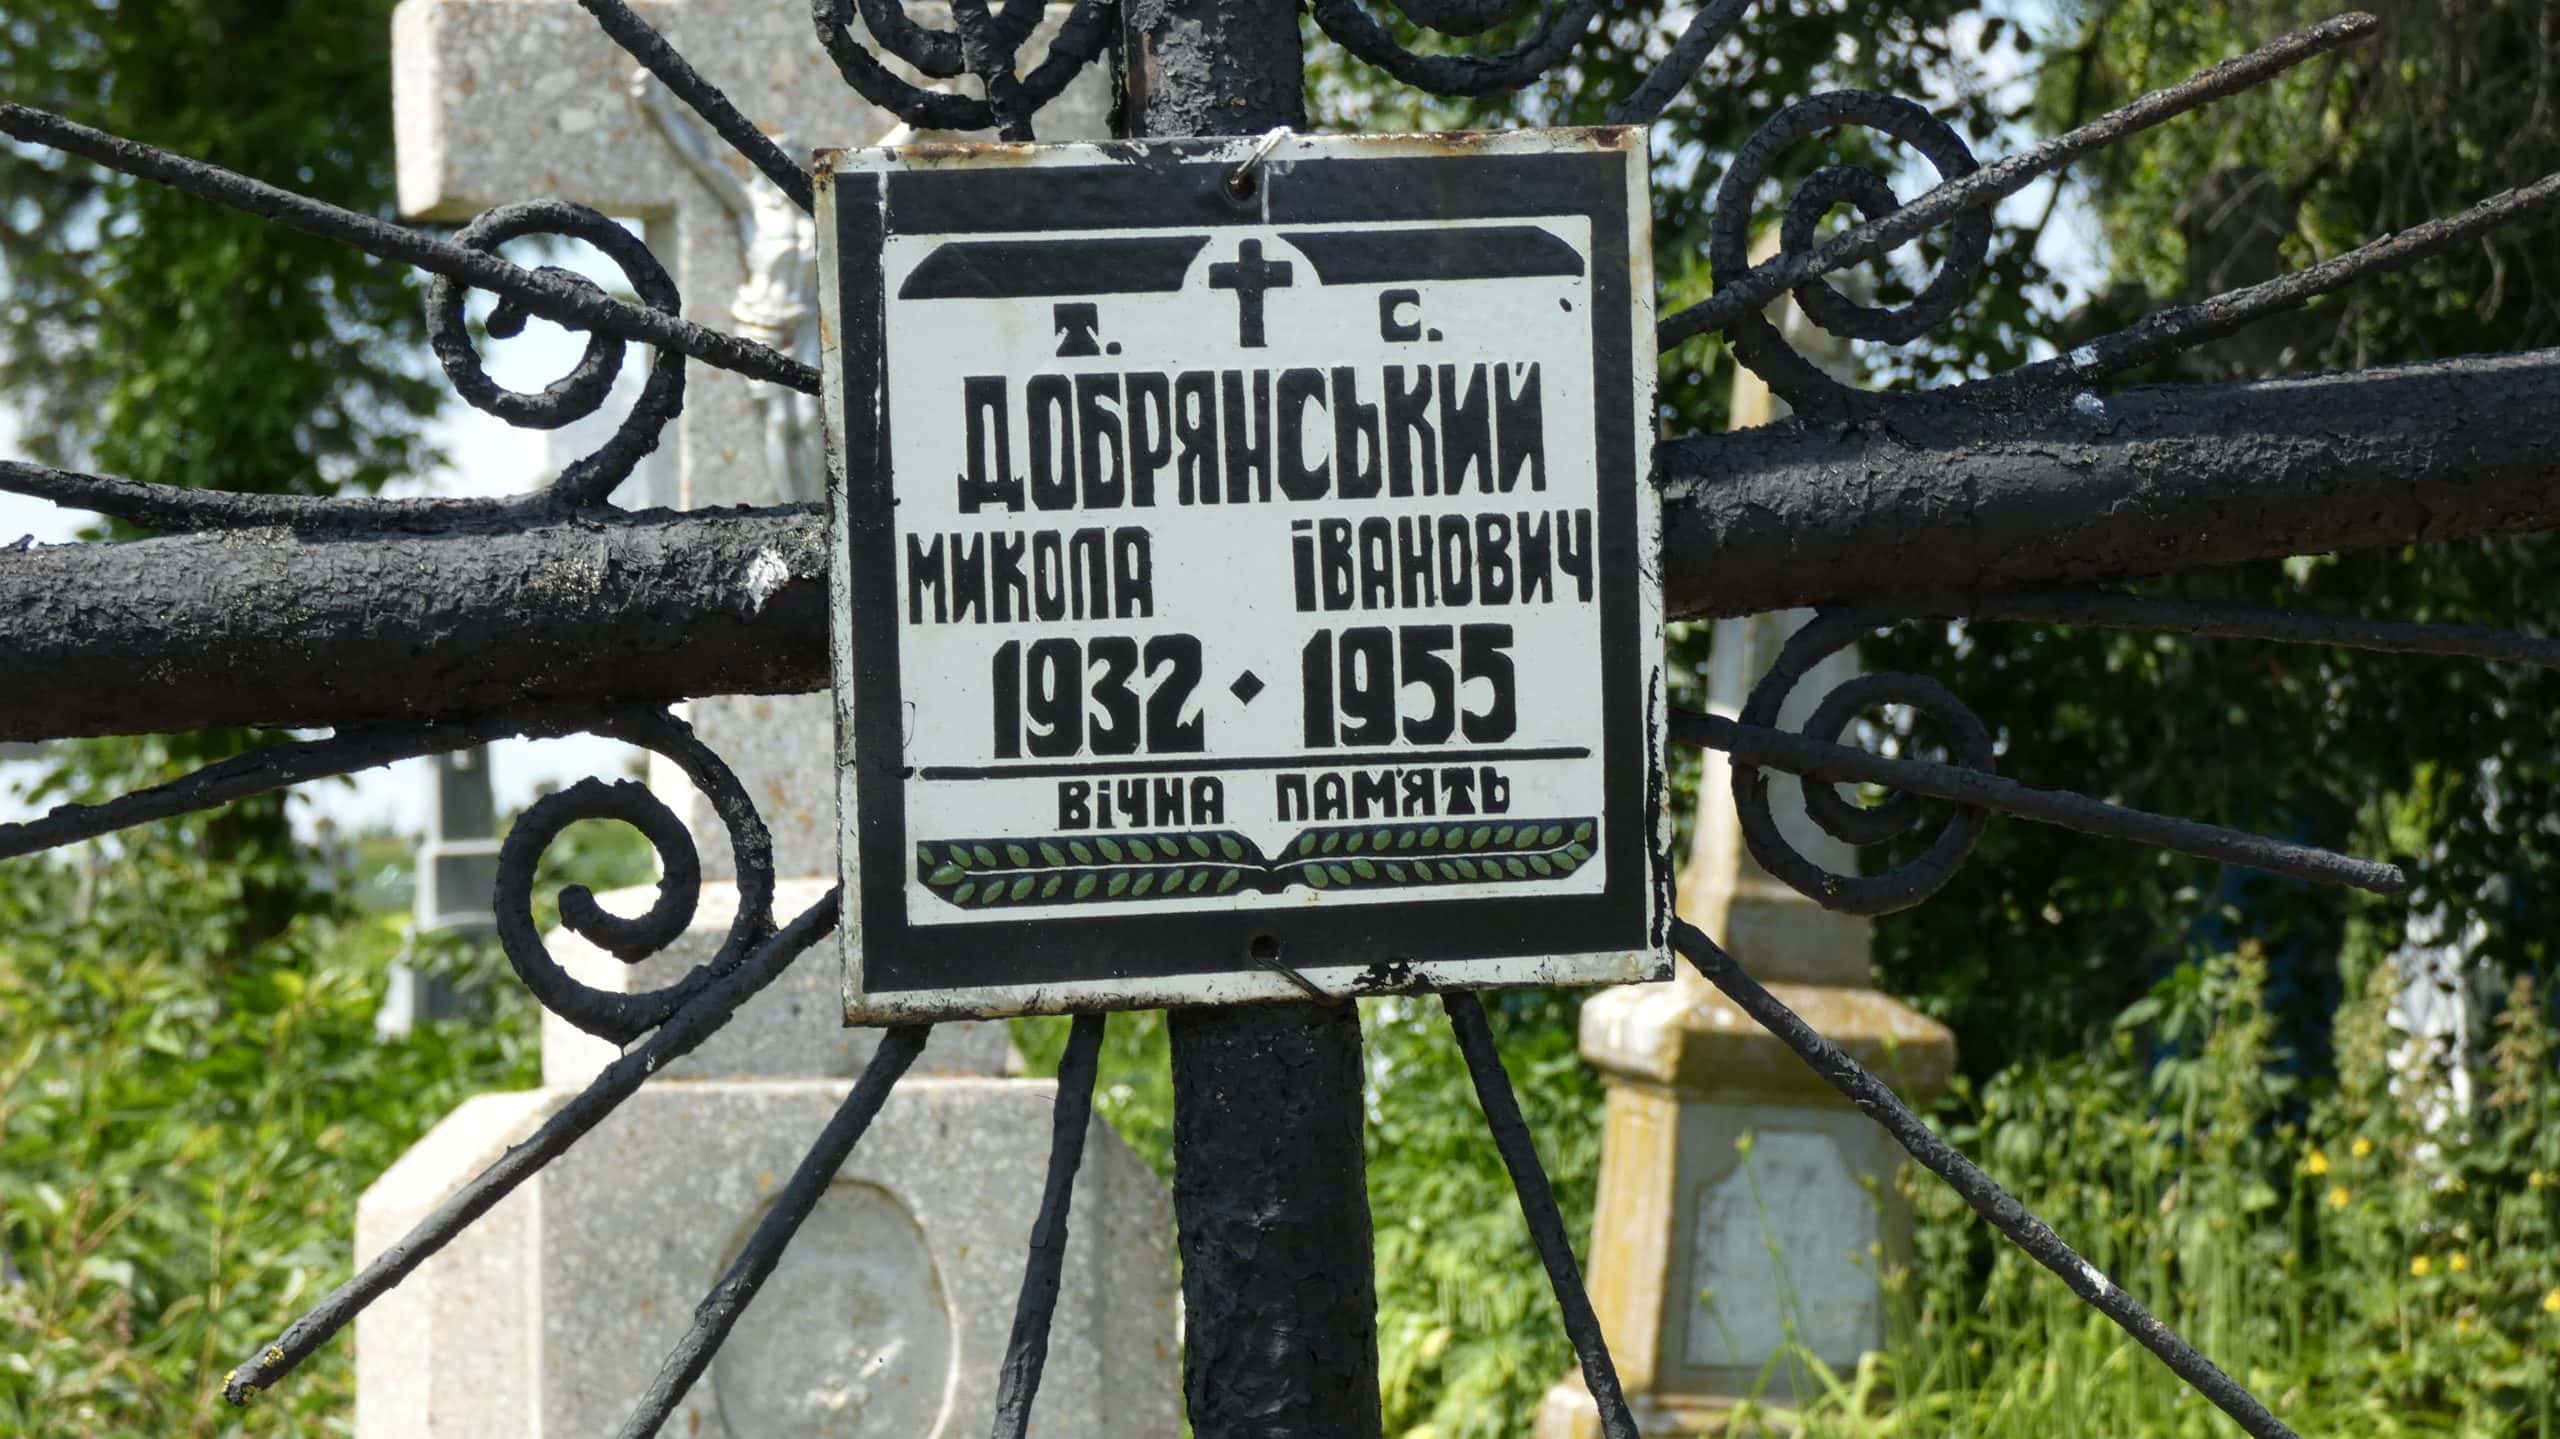 Т. С.
ДОБРЯНСЬКИЙ
МИКОЛА ІВАНОВИЧ
1932 • 1955
ВІЧНА ПАМ'ЯТЬ